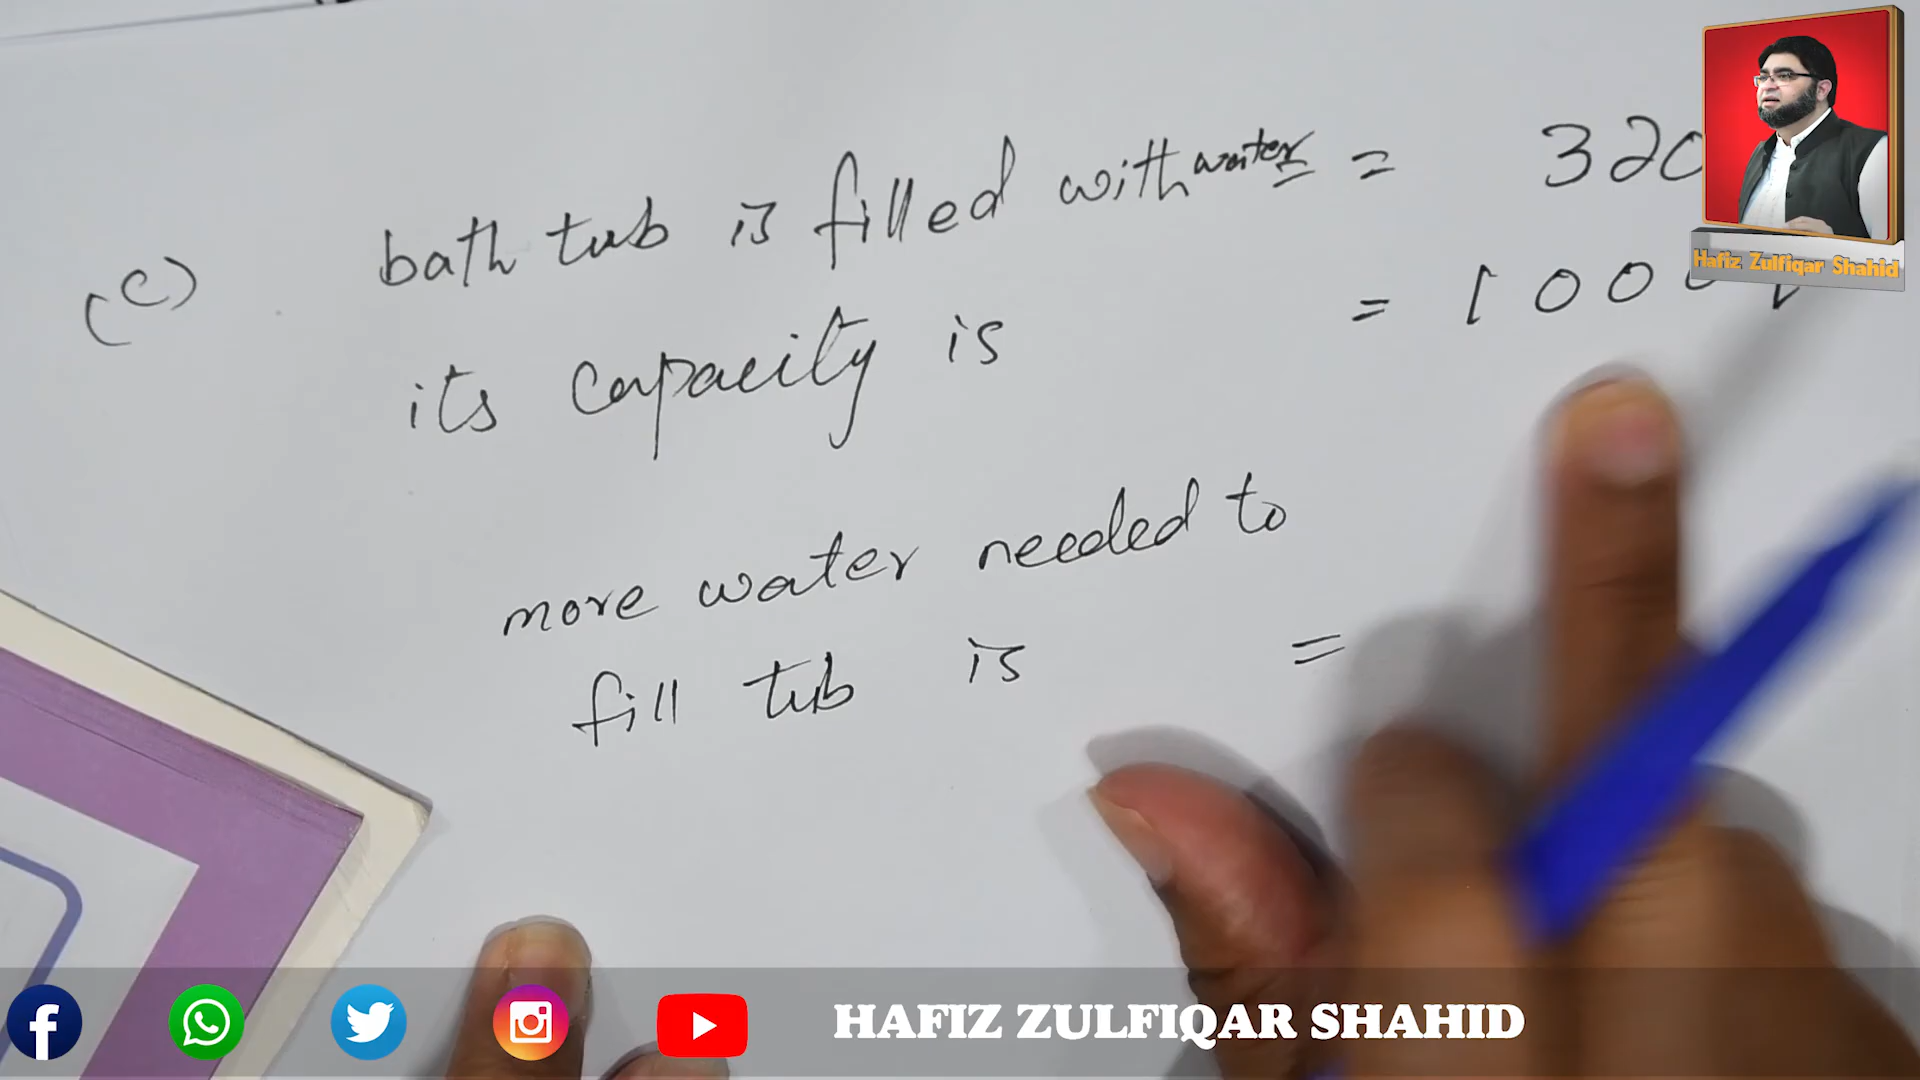 (C) bath tub is filled with water = 320
its capacity is = 1000
more water needed to
fill tub is =
Hafiz Zulfiqar Shahid
HAFIZ ZULFIQAR SHAHID